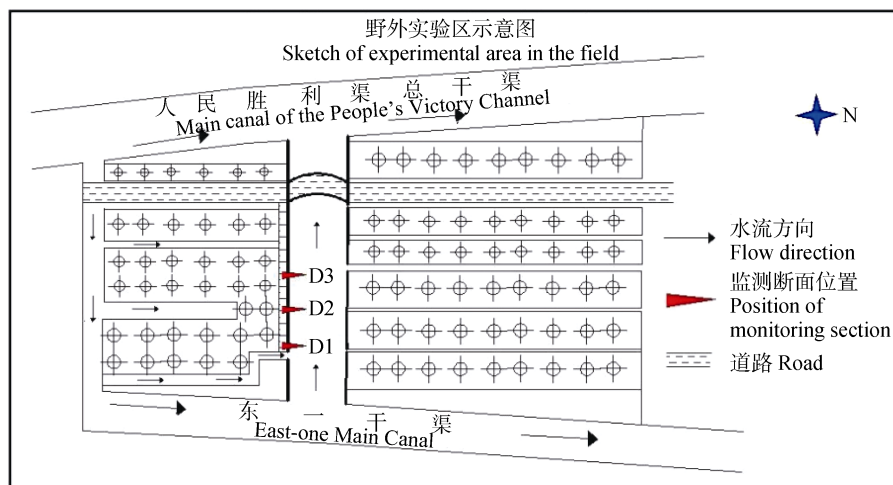 野外实验区示意图
Sketch of experimental area in the field
人民胜利渠总干渠
Main canal of the People's Victory Channel
N
水流方向
Flow direction
D3
监测断面位置
Position of
monitoring section
D2
D1
道路 Road
东一干渠
East-one Main Canal